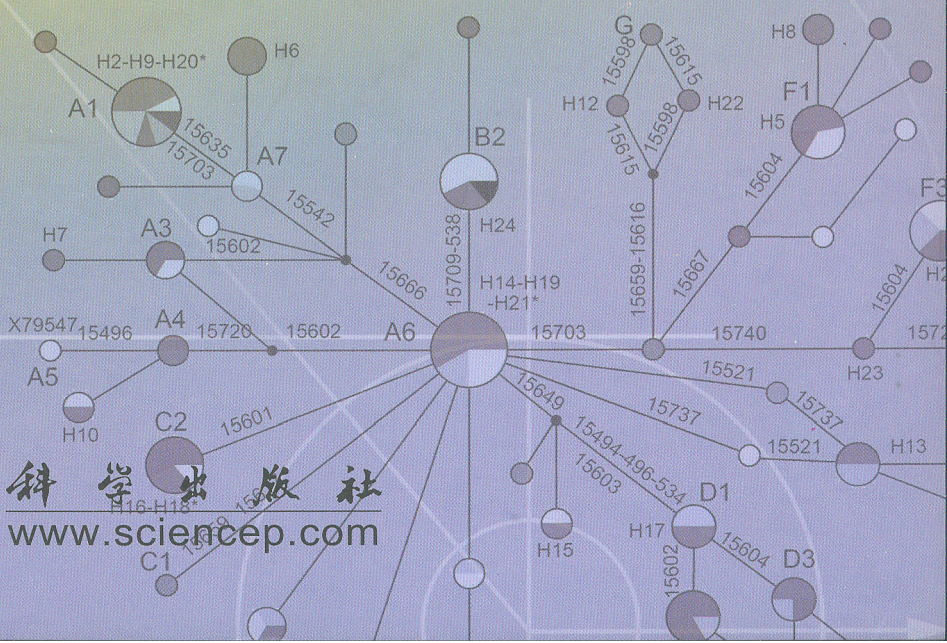 G
H8
H6
H2-H9-H20*
15598
15615
F1
A1
H12
H22
H5
15635
15703
B2
15615
15598
A7
15604
F3
15542
H24
H7
A3
15602
15709-538
15659-15616
15666
15667
15604
H14-H19
-H21*
X79547
15496
A4
15720
15602
A6
15703
15740
A5
15649
15521
H23
H10
C2
15601
15737
15737
15494-496-534
15521
H13
科学出版社
15603
D1
H16-H18*
15659
H17
www.sciencep.com
H15
15604
C1
15602
D3